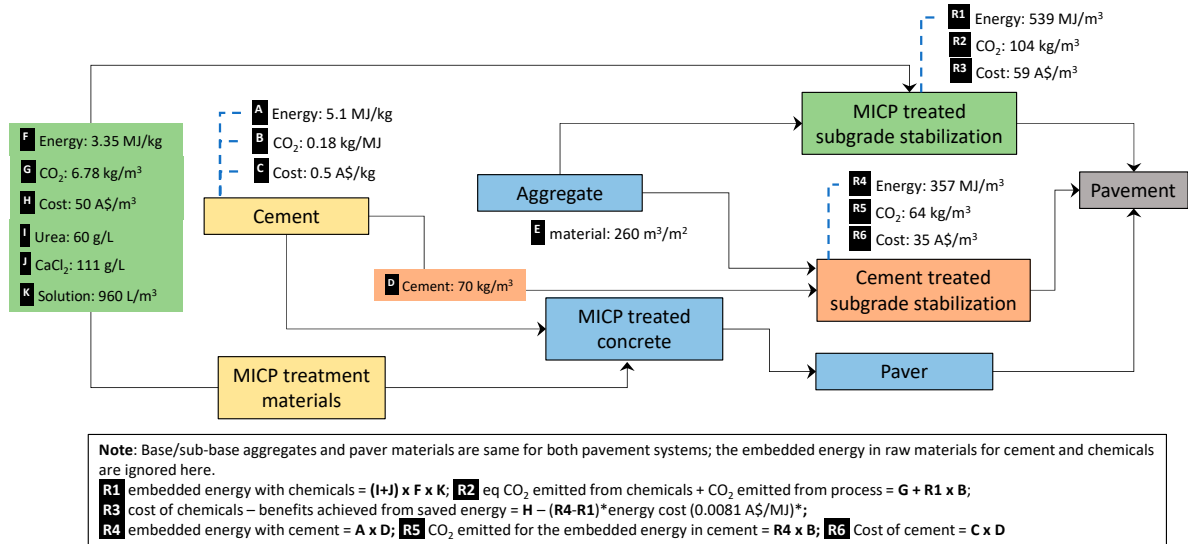 R1 Energy: 539 MJ/m³
R2 CO₂: 104 kg/m³
R3 Cost: 59 A$/m³
A Energy: 5.1 MJ/kg
B CO₂: 0.18 kg/MJ
C Cost: 0.5 A$/kg
MICP treated
subgrade stabilization
F Energy: 3.35 MJ/kg
G CO₂: 6.78 kg/m³
H Cost: 50 A$/m³
I Urea: 60 g/L
J CaCl₂: 111 g/L
K Solution: 960 L/m³
Cement
Aggregate
E material: 260 m³/m²
R4 Energy: 357 MJ/m³
R5 CO₂: 64 kg/m³
R6 Cost: 35 A$/m³
Pavement
D Cement: 70 kg/m³
Cement treated
subgrade stabilization
MICP treated
concrete
MICP treatment
materials
Paver
Note: Base/sub-base aggregates and paver materials are same for both pavement systems; the embedded energy in raw materials for cement and chemicals
are ignored here.
R1 embedded energy with chemicals = (I+J) x F x K; R2 eq CO₂ emitted from chemicals + CO₂ emitted from process = G + R1 x B;
R3 cost of chemicals – benefits achieved from saved energy = H – (R4-R1)*energy cost (0.0081 A$/MJ)*;
R4 embedded energy with cement = A x D; R5 CO₂ emitted for the embedded energy in cement = R4 x B; R6 Cost of cement = C x D